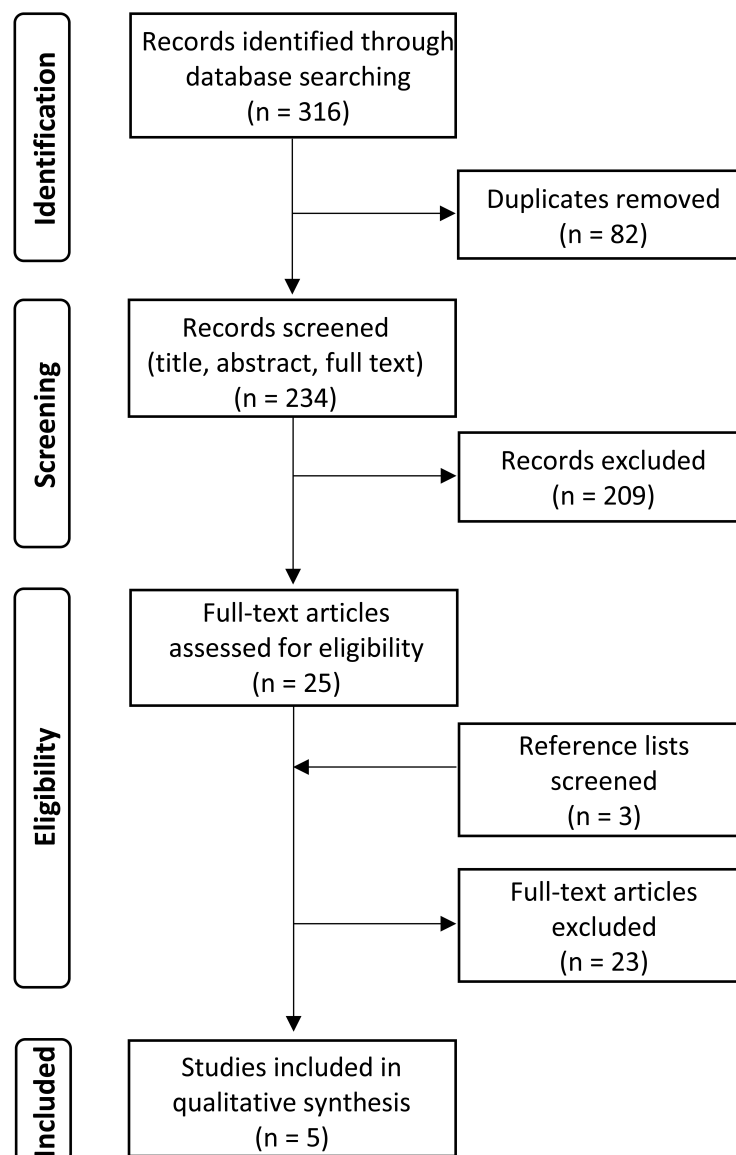 Identification
Records identified through
database searching
(n = 316)
Duplicates removed
(n = 82)
Screening
Records screened
(title, abstract, full text)
(n = 234)
Records excluded
(n = 209)
Eligibility
Full-text articles
assessed for eligibility
(n = 25)
Reference lists
screened
(n = 3)
Full-text articles
excluded
(n = 23)
Included
Studies included in
qualitative synthesis
(n = 5)